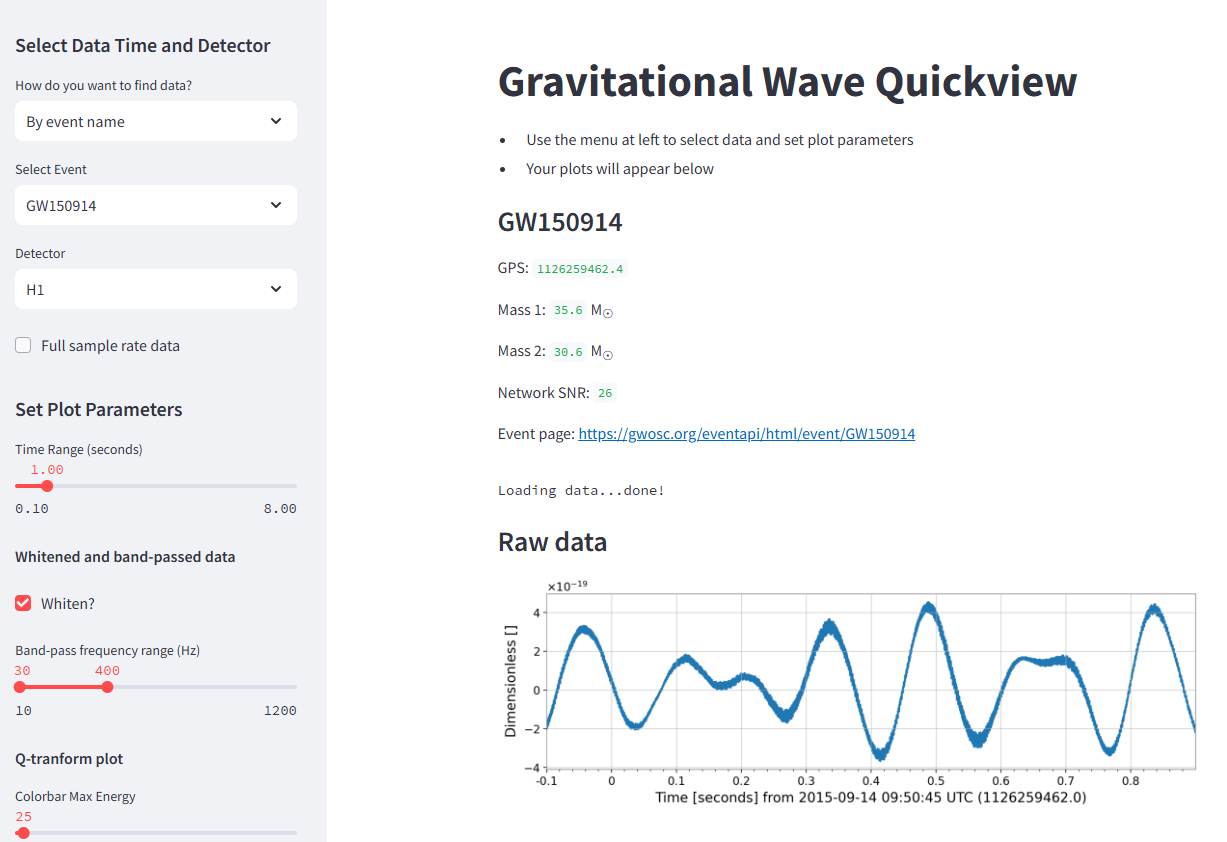 Select Data Time and Detector
How do you want to find data?
By event name
Select Event
GW150914
Detector
H1
Full sample rate data
Set Plot Parameters
Time Range (seconds)
1.00
0.10 8.00
Whitened and band-passed data
Whiten?
Band-pass frequency range (Hz)
30 400
10 1200
Q-tranform plot
Colorbar Max Energy
25
Gravitational Wave Quickview
• Use the menu at left to select data and set plot parameters
• Your plots will appear below
GW150914
GPS: 1126259462.4
Mass 1: 35.6 M☉
Mass 2: 30.6 M☉
Network SNR: 26
Event page: https://gwosc.org/eventapi/html/event/GW150914
Loading data...done!
Raw data
×10⁻¹⁹
4
2
0
−2
−4
Dimensionless []
-0.1 0 0.1 0.2 0.3 0.4 0.5 0.6 0.7 0.8
Time [seconds] from 2015-09-14 09:50:45 UTC (1126259462.0)